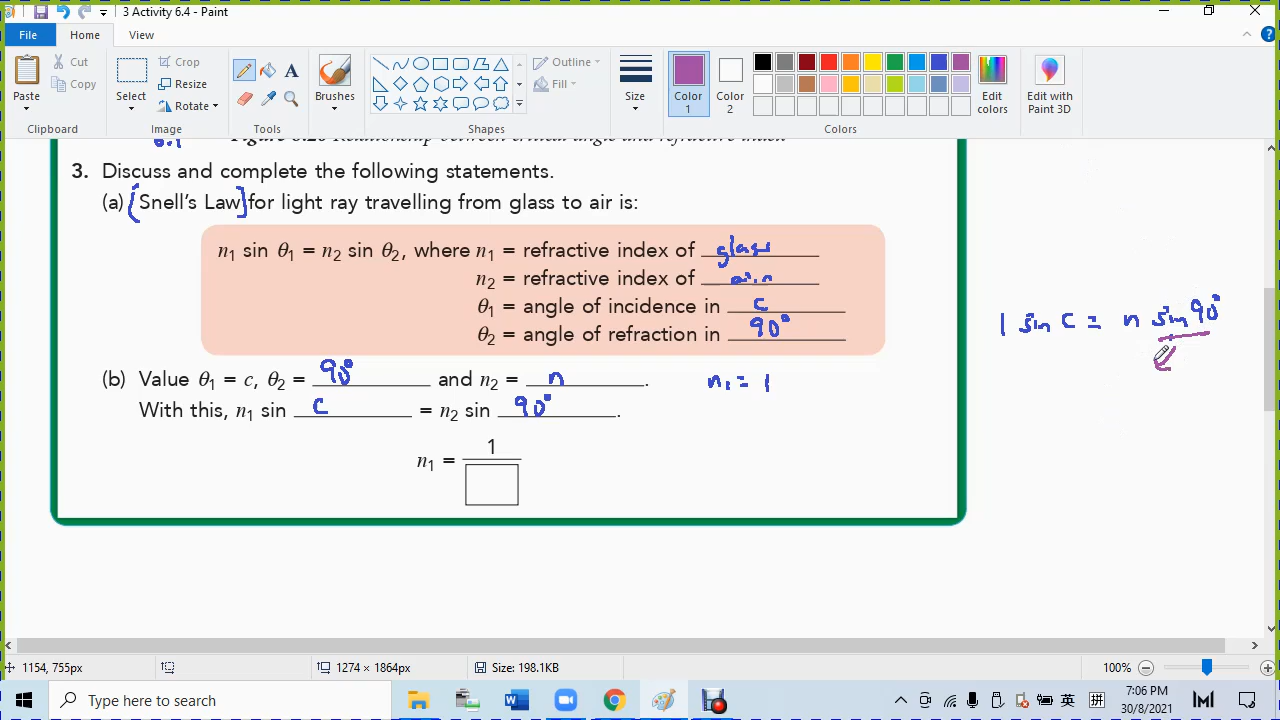 3 Activity 6.4 - Paint
File Home View
Paste
Cut
Copy
Clipboard
Select
Crop
Resize
Rotate
Image
A
Tools
Brushes
Shapes
Outline
Fill
Size
Color 1
Color 2
Colors
Edit colors
Edit with Paint 3D
3. Discuss and complete the following statements.
(a) [Snell's Law] for light ray travelling from glass to air is:
n₁ sin θ₁ = n₂ sin θ₂, where n₁ = refractive index of glass
n₂ = refractive index of air
θ₁ = angle of incidence in c
θ₂ = angle of refraction in 90°
1 sin c = n sin 90°
(b) Value θ₁ = c, θ₂ = 90° and n₂ = n. n₁ = 1
With this, n₁ sin c = n₂ sin 90°.
n₁ = 1/
1154, 755px
1274 × 1864px
Size: 198.1KB
100%
Type here to search
英
拼
7:06 PM
30/8/2021